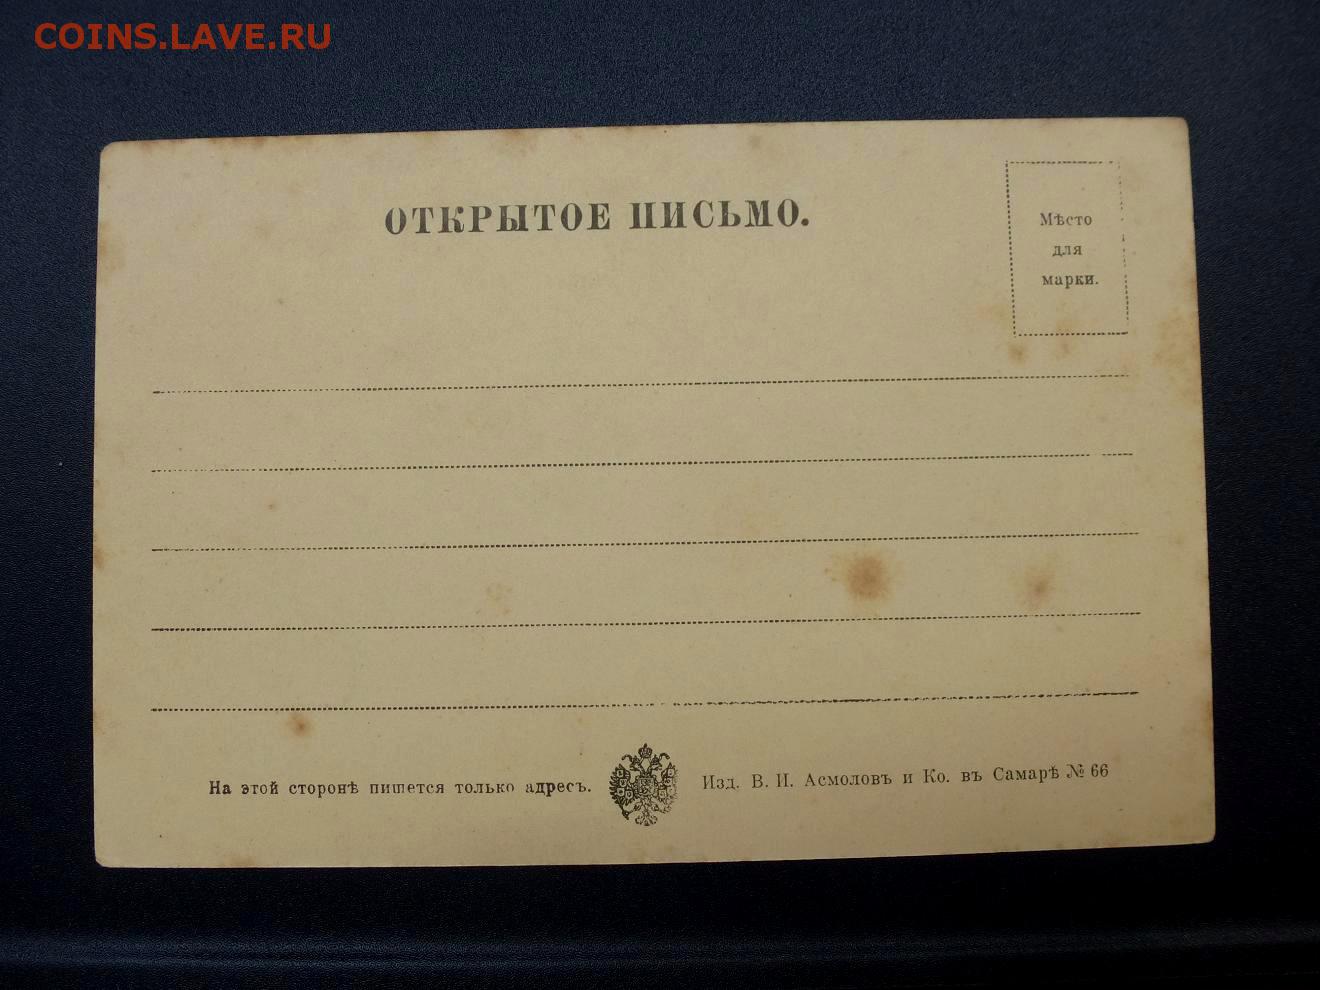 COINS.LAVE.RU
ОТКРЫТОЕ ПИСЬМО.
Мѣсто
для
марки.
На этой сторонѣ пишется только адресъ.
Изд. В. И. Асмоловъ и Ко. въ Самарѣ № 66